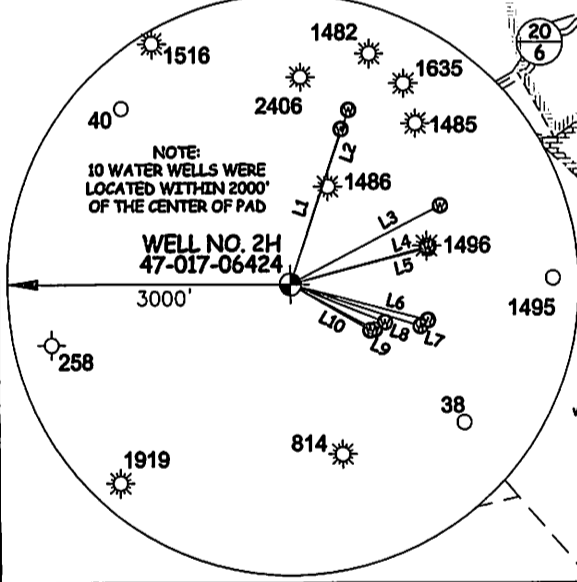 20
6
1516
1482
1635
2406
40
1485
NOTE:
10 WATER WELLS WERE
LOCATED WITHIN 2000'
OF THE CENTER OF PAD
W
W
L2
1486
L1
L3
W
WELL NO. 2H
47-017-06424
L4
L5
W
1496
3000'
1495
L6
L10
L9
L8
L7
W
W
W
258
38
814
1919